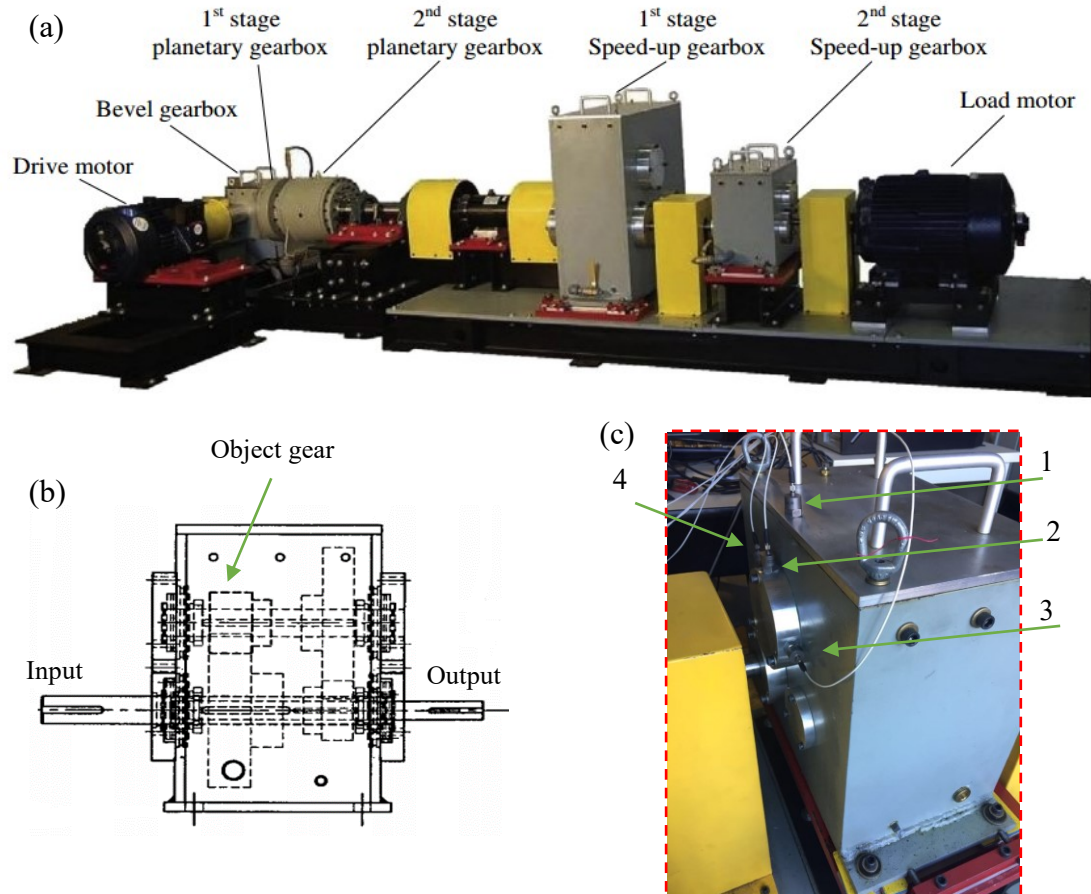 (a)
1st stage
planetary gearbox
2nd stage
planetary gearbox
1st stage
Speed-up gearbox
2nd stage
Speed-up gearbox
Bevel gearbox
Load motor
Drive motor
(b)
Object gear
Input
Output
(c)
1
4
2
3